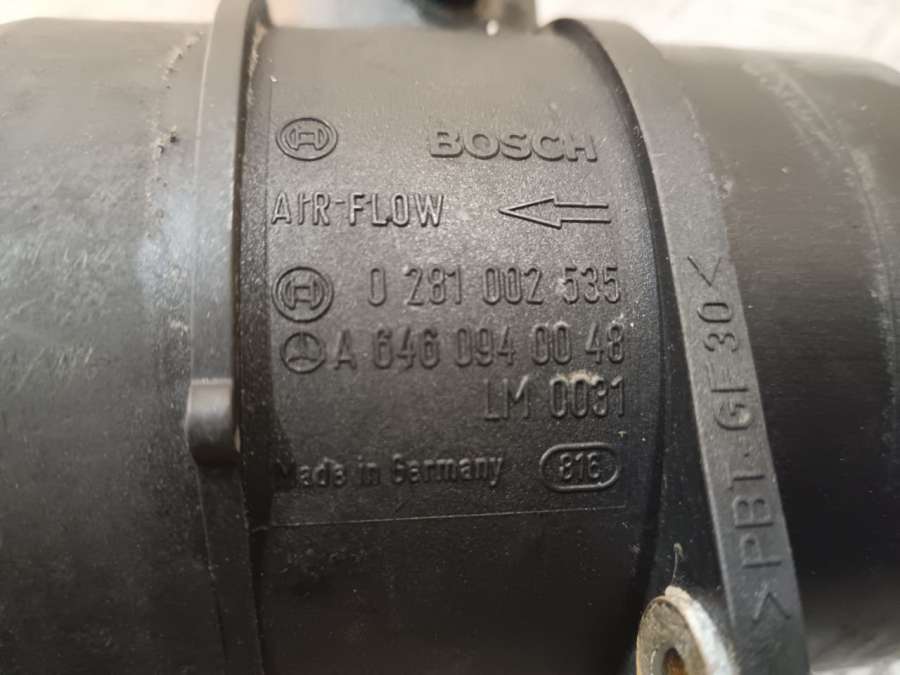 BOSCH
AIR-FLOW
0 281 002 535
A 646 094 00 48
LM 0031
Made in Germany 816
>PBT-GF30<